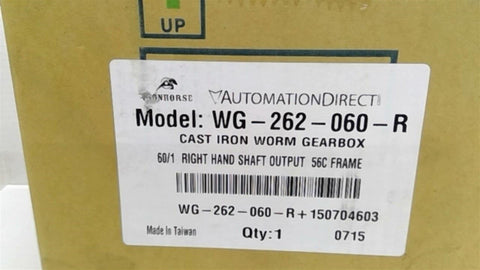 UP
IRONHORSE AUTOMATIONDIRECT
Model: WG-262-060-R
CAST IRON WORM GEARBOX
60/1 RIGHT HAND SHAFT OUTPUT 56C FRAME
WG-262-060-R+150704603
Made In Taiwan Qty:1 0715